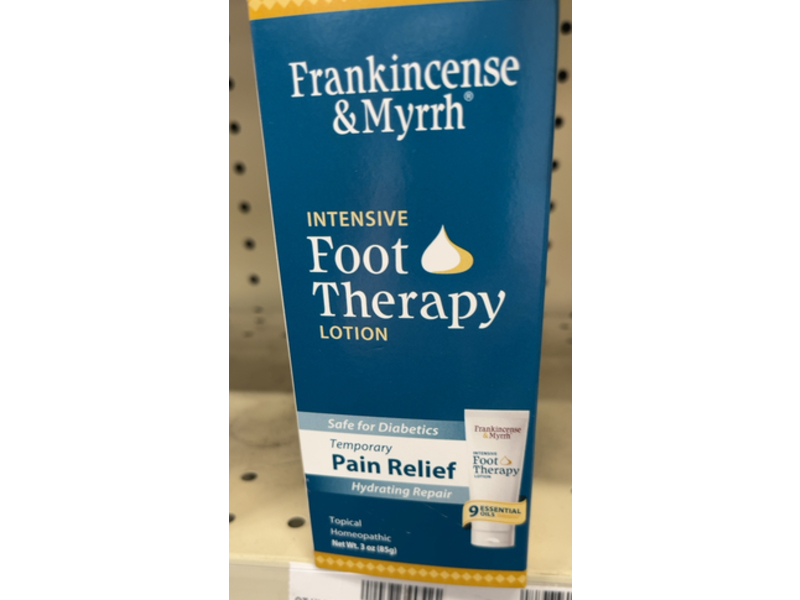 Frankincense
&Myrrh®
INTENSIVE
Foot
Therapy
LOTION
Safe for Diabetics
Temporary
Pain Relief
Hydrating Repair
Topical
Homeopathic
Net Wt. 3 oz (85g)
Frankincense
& Myrrh
INTENSIVE
Foot
Therapy
LOTION
9 ESSENTIAL
OILS